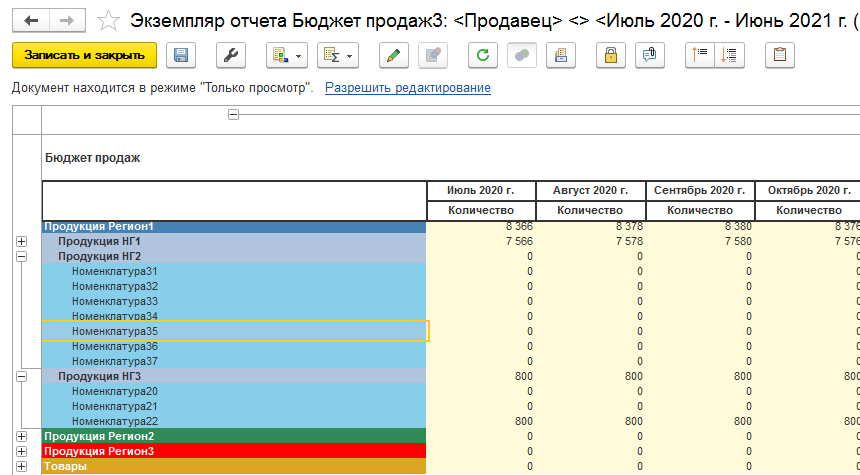 Экземпляр отчета Бюджет продаж3: <Продавец> <> <Июль 2020 г. - Июнь 2021 г. (
Записать и закрыть
Документ находится в режиме "Только просмотр". Разрешить редактирование
Бюджет продаж
Июль 2020 г. Август 2020 г. Сентябрь 2020 г. Октябрь 2020 г.
Количество Количество Количество Количество
Продукция Регион1 8 366 8 378 8 380 8 376
Продукция НГ1 7 566 7 578 7 580 7 576
Продукция НГ2 0 0 0 0
Номенклатура31 0 0 0 0
Номенклатура32 0 0 0 0
Номенклатура33 0 0 0 0
Номенклатура34 0 0 0 0
Номенклатура35 0 0 0 0
Номенклатура36 0 0 0 0
Номенклатура37 0 0 0 0
Продукция НГ3 800 800 800 800
Номенклатура20 0 0 0 0
Номенклатура21 0 0 0 0
Номенклатура22 800 800 800 800
Продукция Регион2 0 0 0 0
Продукция Регион3 0 0 0 0
Товары 0 0 0 0